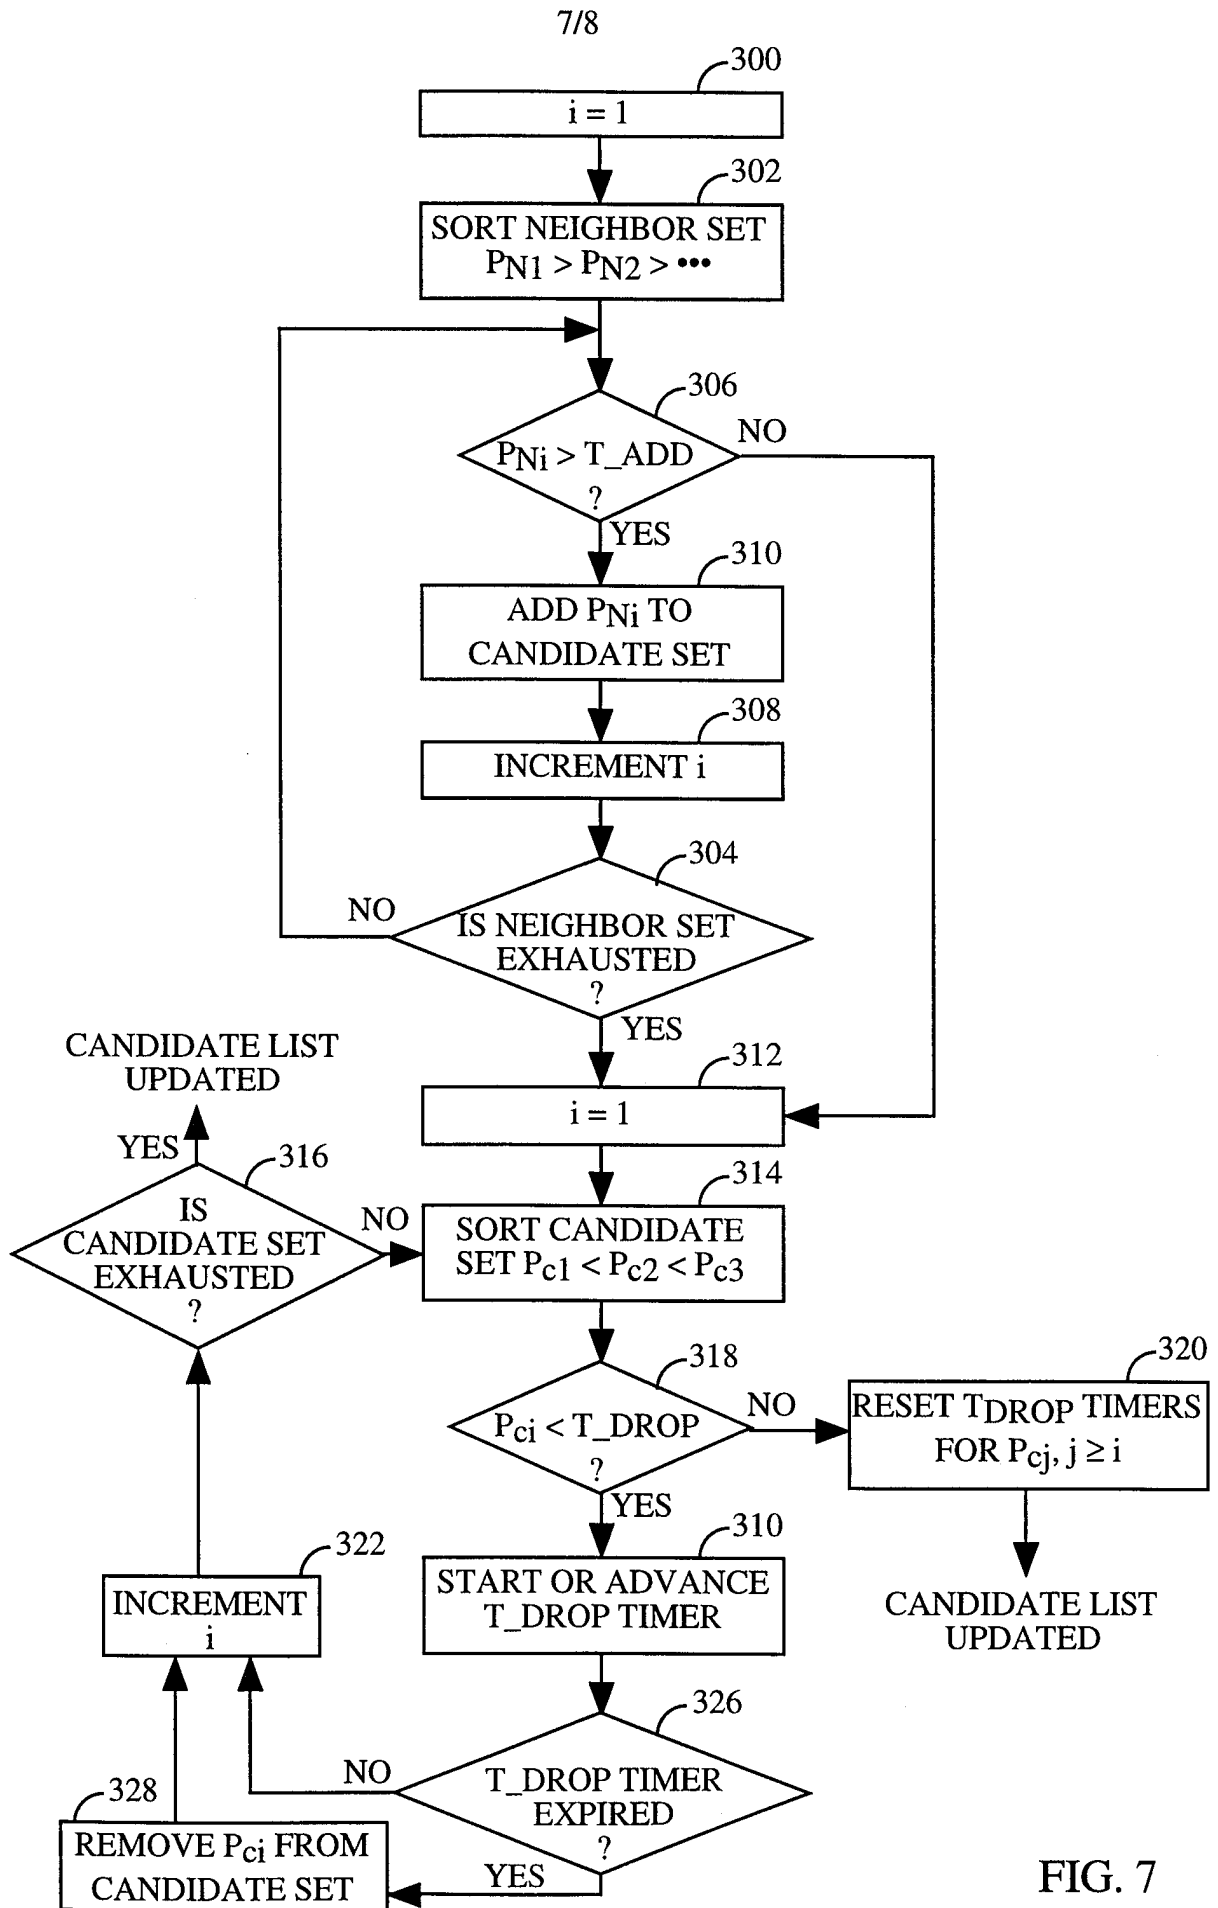 7/8
300
i = 1
302
SORT NEIGHBOR SET
PN1 > PN2 > •••
306
PNi > T_ADD
?
NO
YES
310
ADD PNi TO
CANDIDATE SET
308
INCREMENT i
304
IS NEIGHBOR SET
EXHAUSTED
?
NO
YES
312
i = 1
CANDIDATE LIST
UPDATED
YES
316
IS
CANDIDATE SET
EXHAUSTED
?
NO
314
SORT CANDIDATE
SET Pc1 < Pc2 < Pc3
318
Pci < T_DROP
?
NO
YES
320
RESET TDROP TIMERS
FOR Pcj, j ≥ i
CANDIDATE LIST
UPDATED
310
START OR ADVANCE
T_DROP TIMER
322
INCREMENT
i
326
T_DROP TIMER
EXPIRED
?
NO
YES
328
REMOVE Pci FROM
CANDIDATE SET
FIG. 7